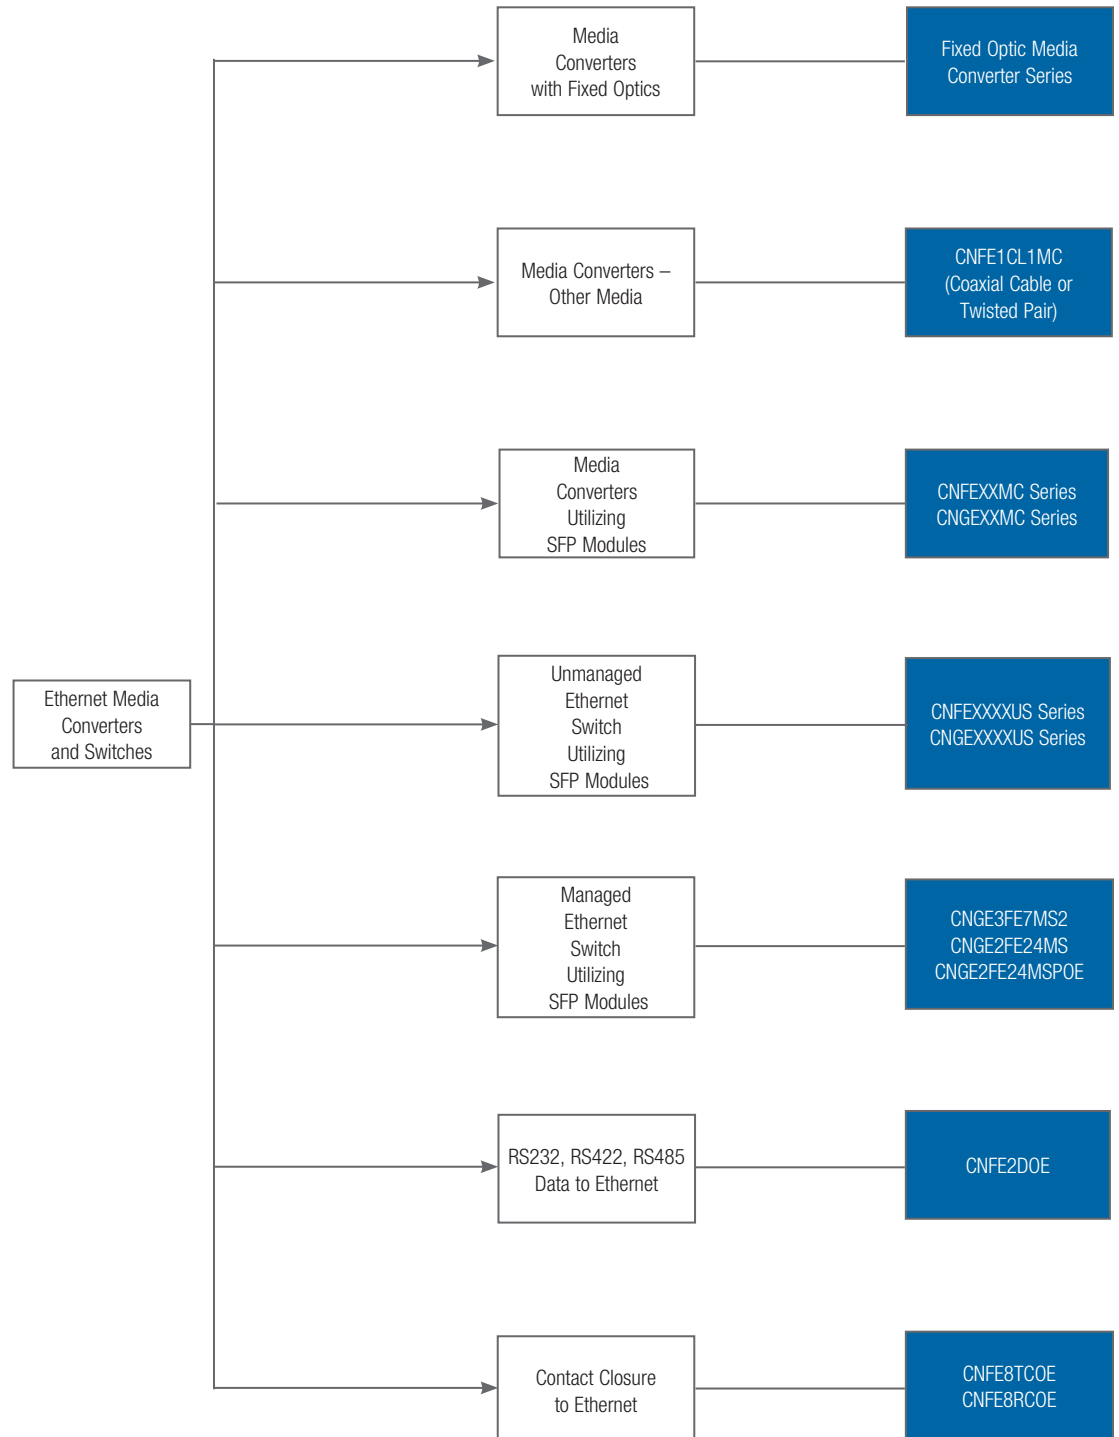 Media
Converters
with Fixed Optics
Fixed Optic Media
Converter Series
Media Converters –
Other Media
CNFE1CL1MC
(Coaxial Cable or
Twisted Pair)
Media
Converters
Utilizing
SFP Modules
CNFEXXMC Series
CNGEXXMC Series
Ethernet Media
Converters
and Switches
Unmanaged
Ethernet
Switch
Utilizing
SFP Modules
CNFEXXXXUS Series
CNGEXXXXUS Series
Managed
Ethernet
Switch
Utilizing
SFP Modules
CNGE3FE7MS2
CNGE2FE24MS
CNGE2FE24MSPOE
RS232, RS422, RS485
Data to Ethernet
CNFE2DOE
Contact Closure
to Ethernet
CNFE8TCOE
CNFE8RCOE